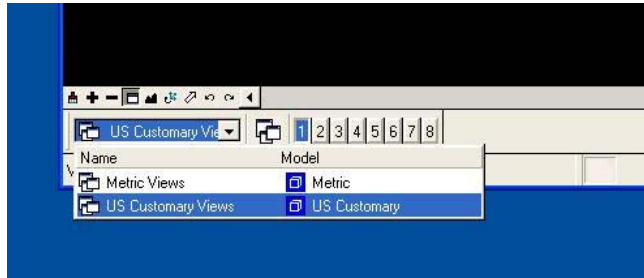 US Customary Vie
1 2 3 4 5 6 7 8
Name Model
Metric Views Metric
US Customary Views US Customary